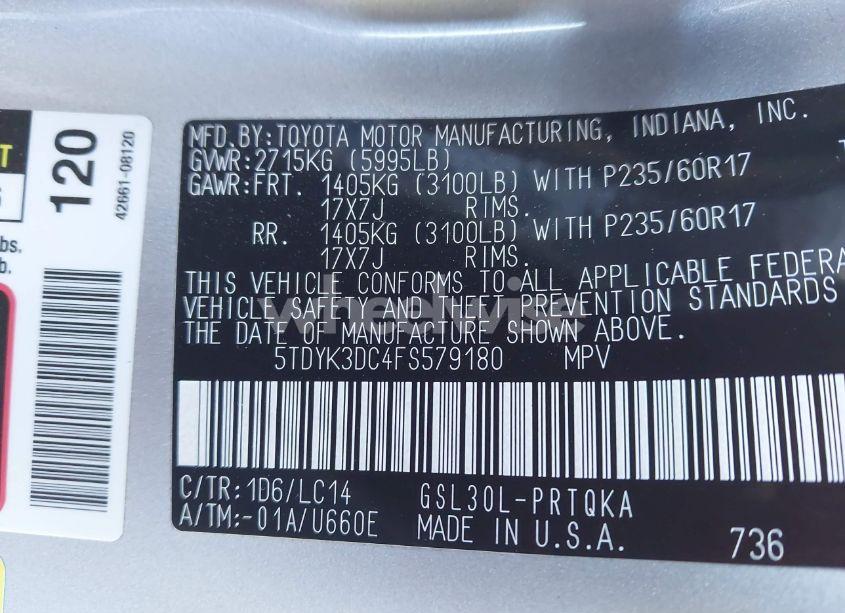 T
6
bs.
b.
120
42661-08120
MFD.BY:TOYOTA MOTOR MANUFACTURING, INDIANA, INC.
GVWR:2715KG (5995LB)
GAWR:FRT. 1405KG (3100LB) WITH P235/60R17
17X7J RIMS.
RR. 1405KG (3100LB) WITH P235/60R17
17X7J RIMS.
THIS VEHICLE CONFORMS TO ALL APPLICABLE FEDERA
VEHICLE SAFETY AND THEFT PREVENTION STANDARDS
THE DATE OF MANUFACTURE SHOWN ABOVE.
wheelwise
5TDYK3DC4FS579180 MPV
C/TR:1D6/LC14 GSL30L-PRTQKA
A/TM:-01A/U660E MADE IN U.S.A. 736